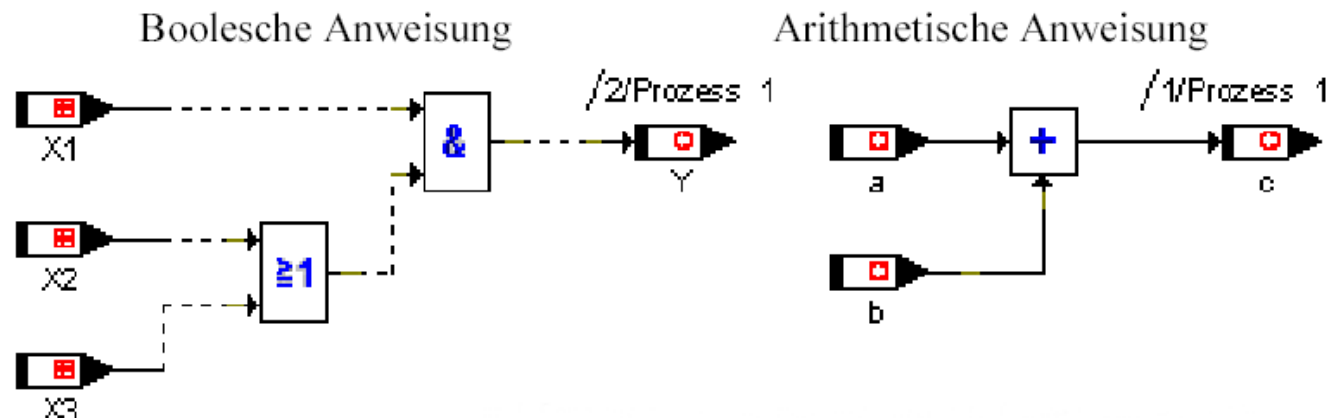 Boolesche Anweisung
Arithmetische Anweisung
/2/Prozess 1
/1/Prozess 1
X1
&
Y
a
+
c
X2
≧1
b
X3